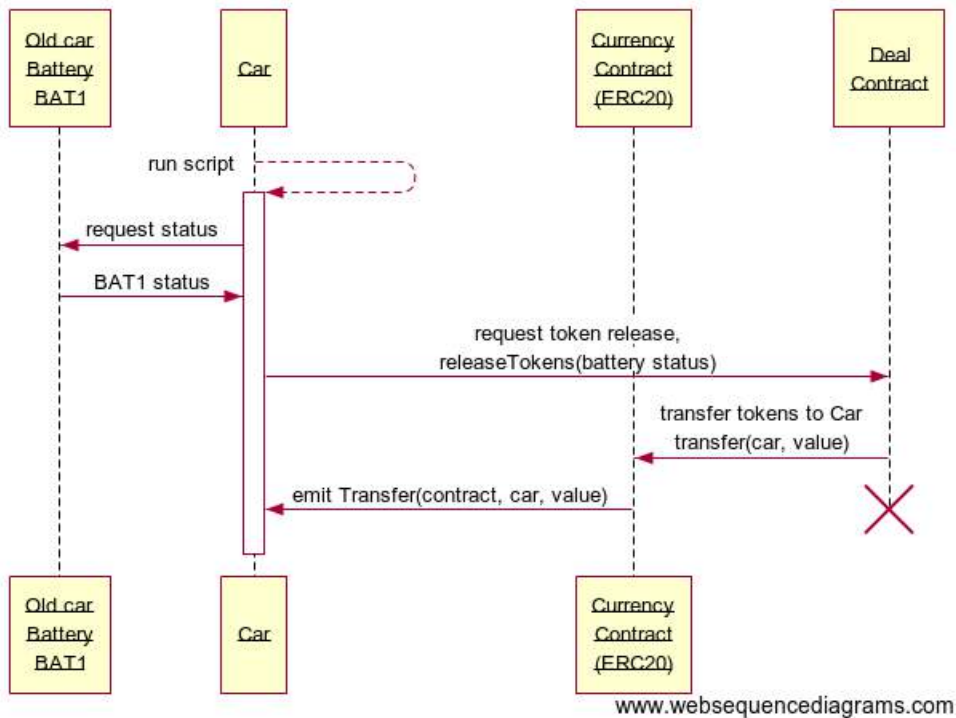 Old car
Battery
BAT1
Car
Currency
Contract
(ERC20)
Deal
Contract
run script
request status
BAT1 status
request token release,
releaseTokens(battery status)
transfer tokens to Car
transfer(car, value)
emit Transfer(contract, car, value)
Old car
Battery
BAT1
Car
Currency
Contract
(ERC20)
www.websequencediagrams.com